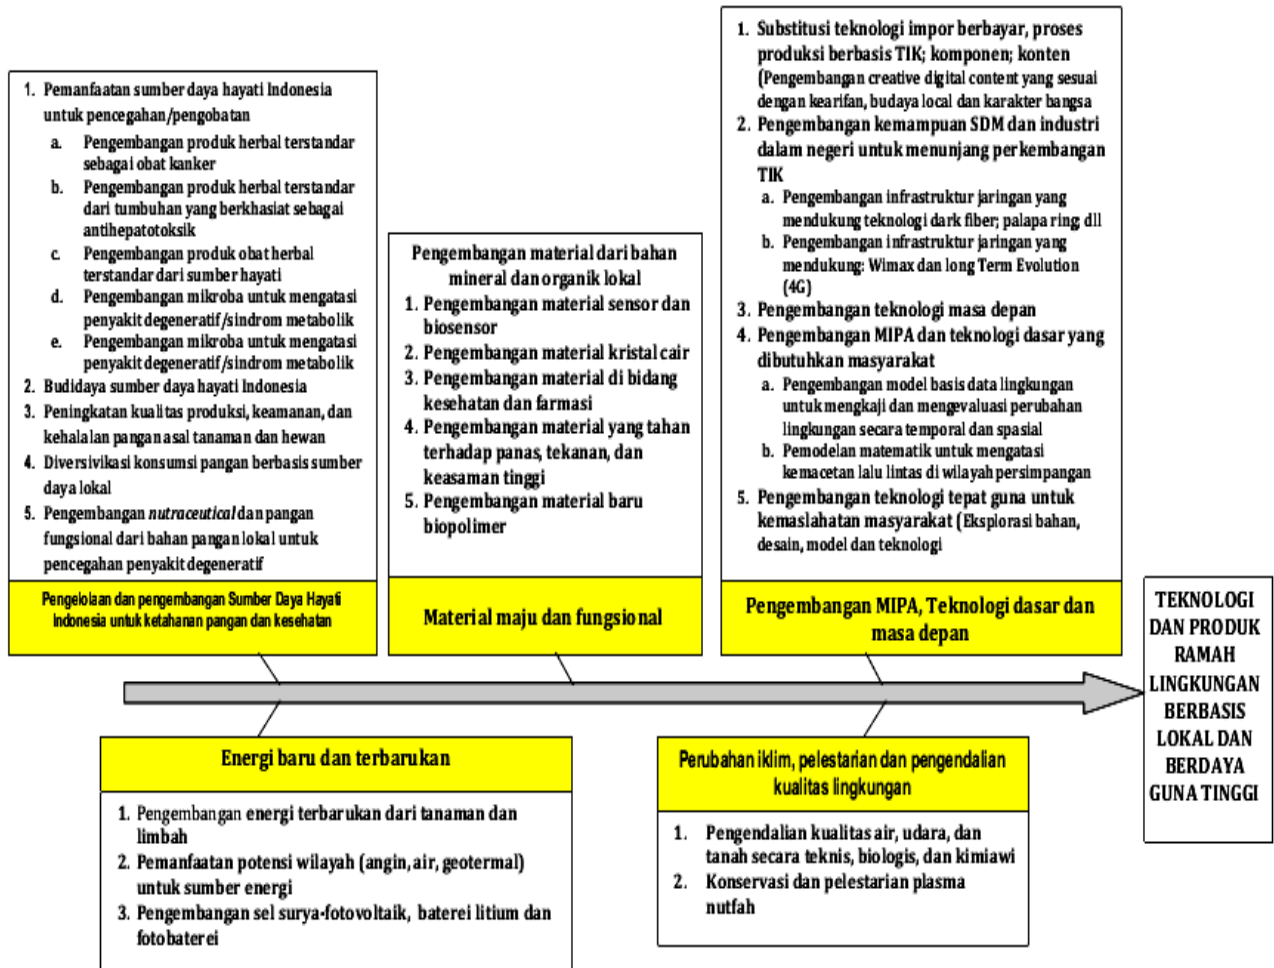 1. Pemanfaatan sumber daya hayati Indonesia
untuk pencegahan/pengobatan
a. Pengembangan produk herbal terstandar
sebagai obat kanker
b. Pengembangan produk herbal terstandar
dari tumbuhan yang berkhasiat sebagai
antihepatotoksik
c. Pengembangan produk obat herbal
terstandar dari sumber hayati
d. Pengembangan mikroba untuk mengatasi
penyakit degeneratif/sindrom metabolik
e. Pengembangan mikroba untuk mengatasi
penyakit degeneratif/sindrom metabolik
2. Budidaya sumber daya hayati Indonesia
3. Peningkatan kualitas produksi, keamanan, dan
kehalalan pangan asal tanaman dan hewan
4. Diversivikasi konsumsi pangan berbasis sumber
daya lokal
5. Pengembangan nutraceutical dan pangan
fungsional dari bahan pangan lokal untuk
pencegahan penyakit degeneratif
Pengelolaan dan pengembangan Sumber Daya Hayati
Indonesia untuk ketahanan pangan dan kesehatan
Pengembangan material dari bahan
mineral dan organik lokal
1. Pengembangan material sensor dan
biosensor
2. Pengembangan material kristal cair
3. Pengembangan material di bidang
kesehatan dan farmasi
4. Pengembangan material yang tahan
terhadap panas, tekanan, dan
keasaman tinggi
5. Pengembangan material baru
biopolimer
Material maju dan fungsional
1. Substitusi teknologi impor berbayar, proses
produksi berbasis TIK; komponen; konten
(Pengembangan creative digital content yang sesuai
dengan kearifan, budaya local dan karakter bangsa
2. Pengembangan kemampuan SDM dan industri
dalam negeri untuk menunjang perkembangan
TIK
a. Pengembangan infrastruktur jaringan yang
mendukung teknologi dark fiber; palapa ring, dll
b. Pengembangan infrastruktur jaringan yang
mendukung: Wimax dan long Term Evolution
(4G)
3. Pengembangan teknologi masa depan
4. Pengembangan MIPA dan teknologi dasar yang
dibutuhkan masyarakat
a. Pengembangan model basis data lingkungan
untuk mengkaji dan mengevaluasi perubahan
lingkungan secara temporal dan spasial
b. Pemodelan matematik untuk mengatasi
kemacetan lalu lintas di wilayah persimpangan
5. Pengembangan teknologi tepat guna untuk
kemaslahatan masyarakat (Eksplorasi bahan,
desain, model dan teknologi
Pengembangan MIPA, Teknologi dasar dan
masa depan
TEKNOLOGI
DAN PRODUK
RAMAH
LINGKUNGAN
BERBASIS
LOKAL DAN
BERDAYA
GUNA TINGGI
Energi baru dan terbarukan
1. Pengembangan energi terbarukan dari tanaman dan
limbah
2. Pemanfaatan potensi wilayah (angin, air, geotermal)
untuk sumber energi
3. Pengembangan sel surya-fotovoltaik, baterei litium dan
fotobaterei
Perubahan iklim, pelestarian dan pengendalian
kualitas lingkungan
1. Pengendalian kualitas air, udara, dan
tanah secara teknis, biologis, dan kimiawi
2. Konservasi dan pelestarian plasma
nutfah